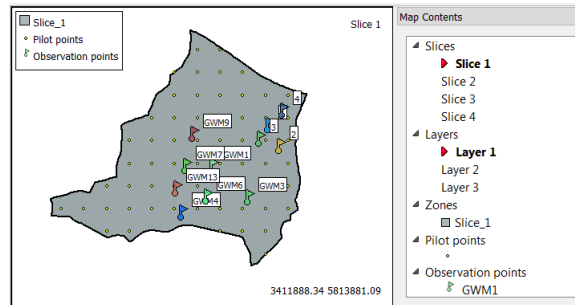 Slice_1
Pilot points
Observation points
Slice 1
4
3
2
GWM9
GWM7
GWM1
GWM13
GWM6
GWM3
GWM4
3411888.34 5813881.09
Map Contents
Slices
Slice 1
Slice 2
Slice 3
Slice 4
Layers
Layer 1
Layer 2
Layer 3
Zones
Slice_1
Pilot points
Observation points
GWM1